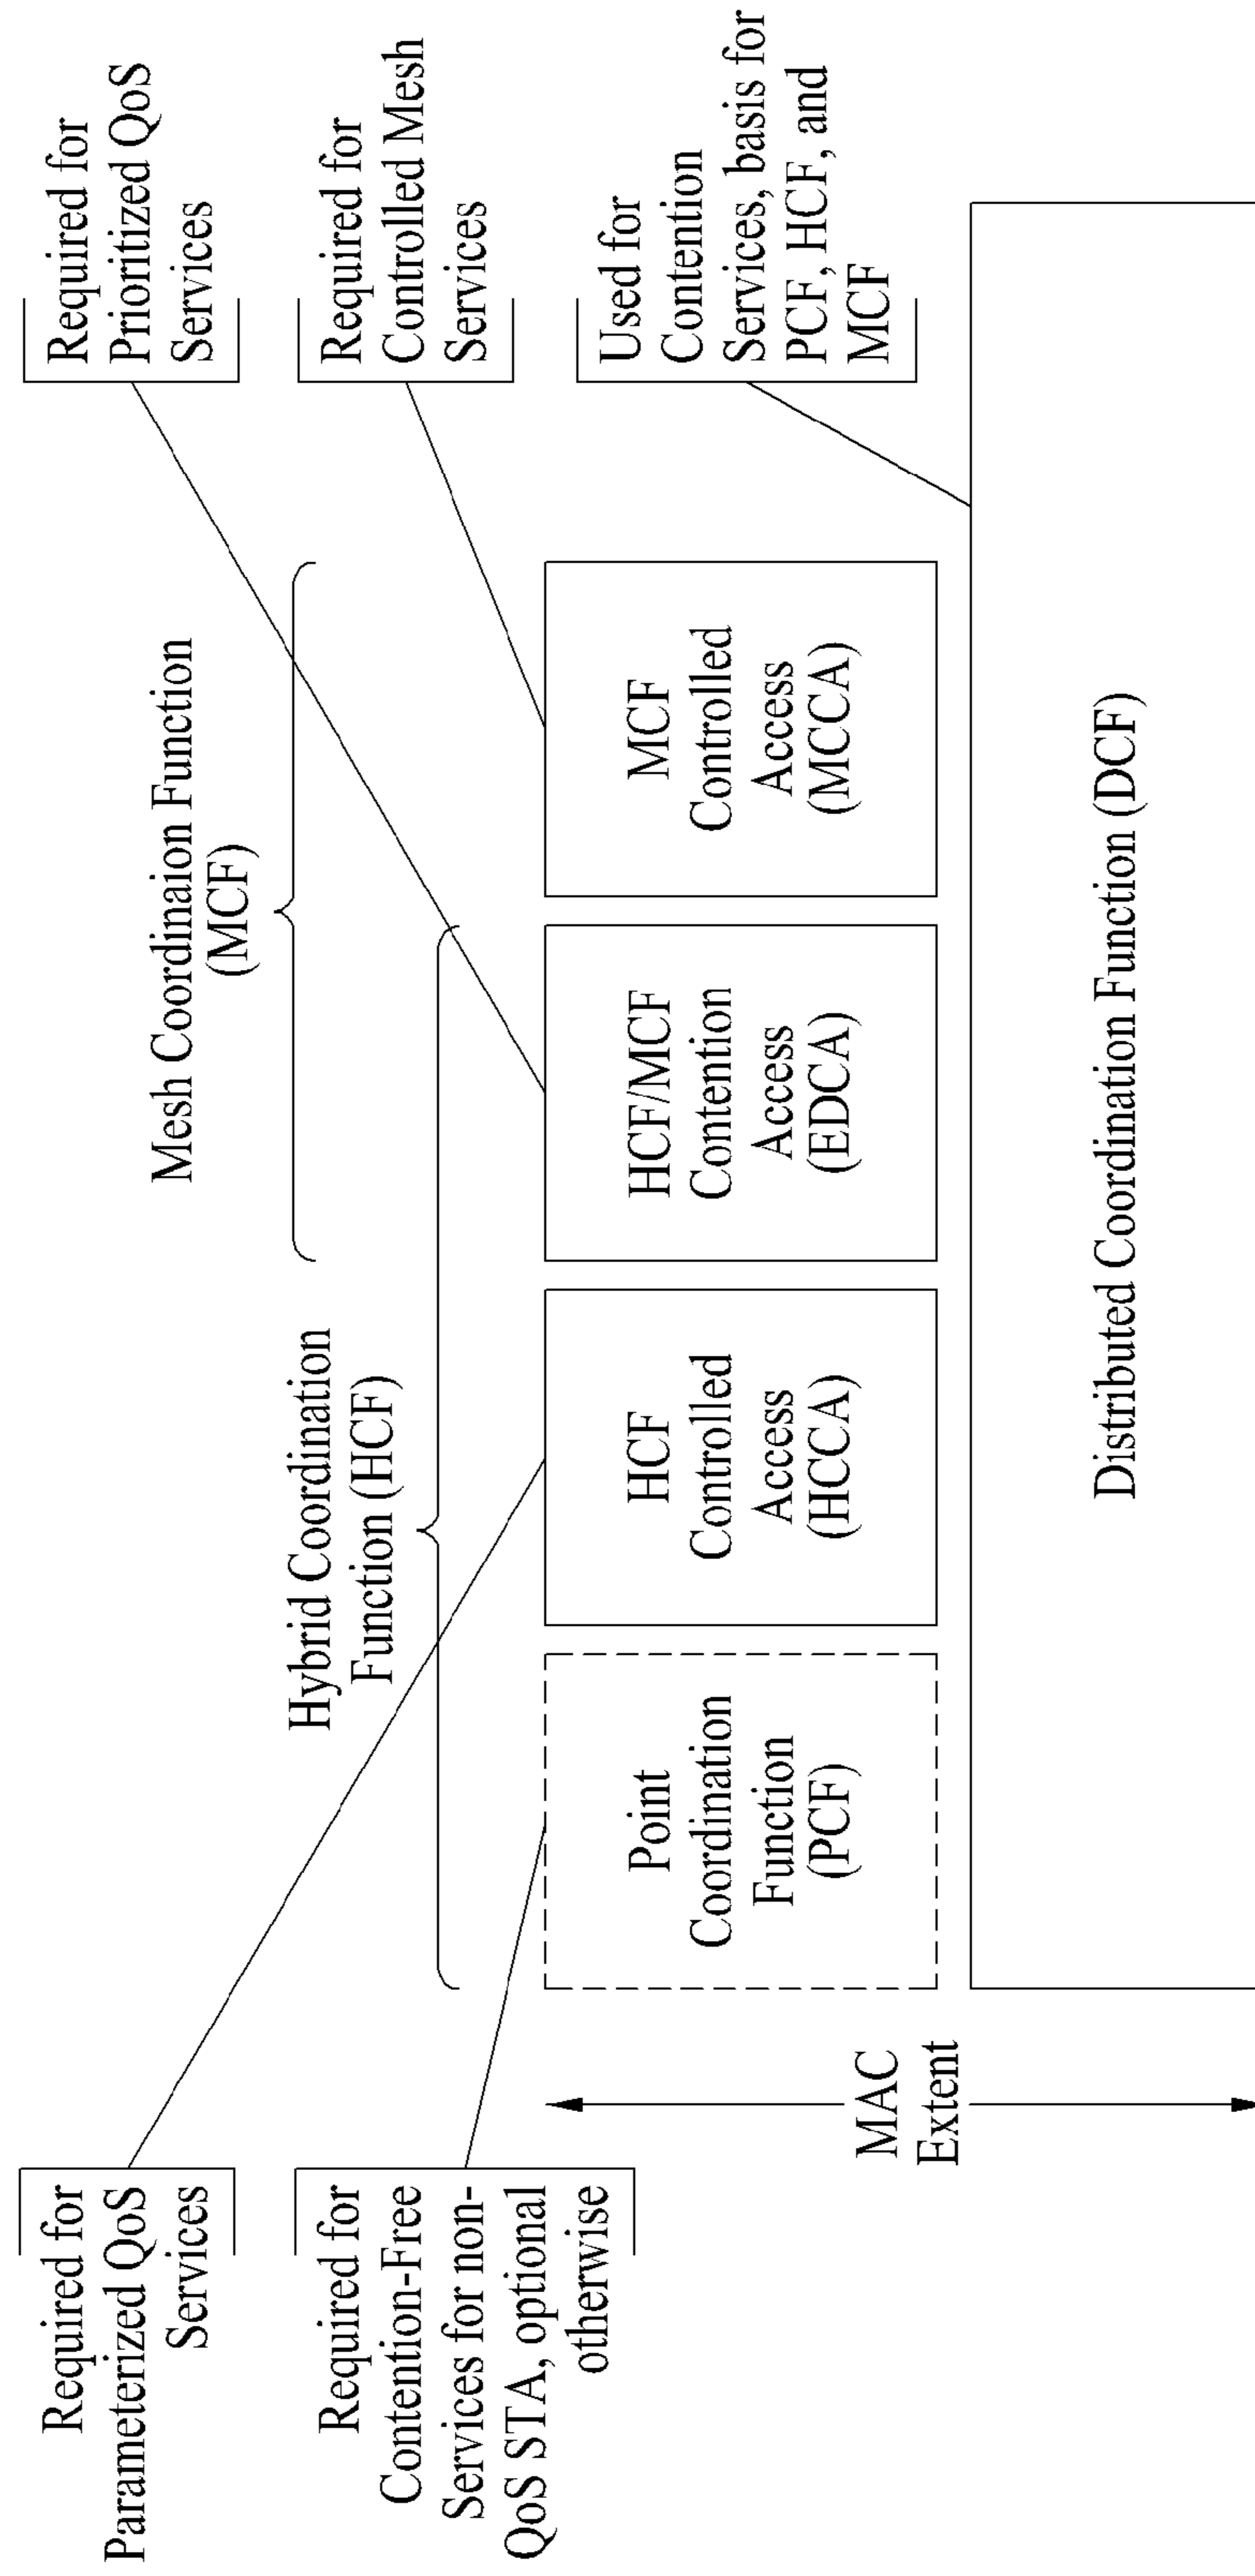 Required for
Parameterized QoS
Services
Required for
Contention-Free
Services for non-
QoS STA, optional
otherwise
Hybrid Coordination
Function (HCF)
Mesh Coordinaion Function
(MCF)
Required for
Prioritized QoS
Services
Required for
Controlled Mesh
Services
Used for
Contention
Services, basis for
PCF, HCF, and
MCF
MAC
Extent
Point
Coordination
Function
(PCF)
HCF
Controlled
Access
(HCCA)
HCF/MCF
Contention
Access
(EDCA)
MCF
Controlled
Access
(MCCA)
Distributed Coordination Function (DCF)